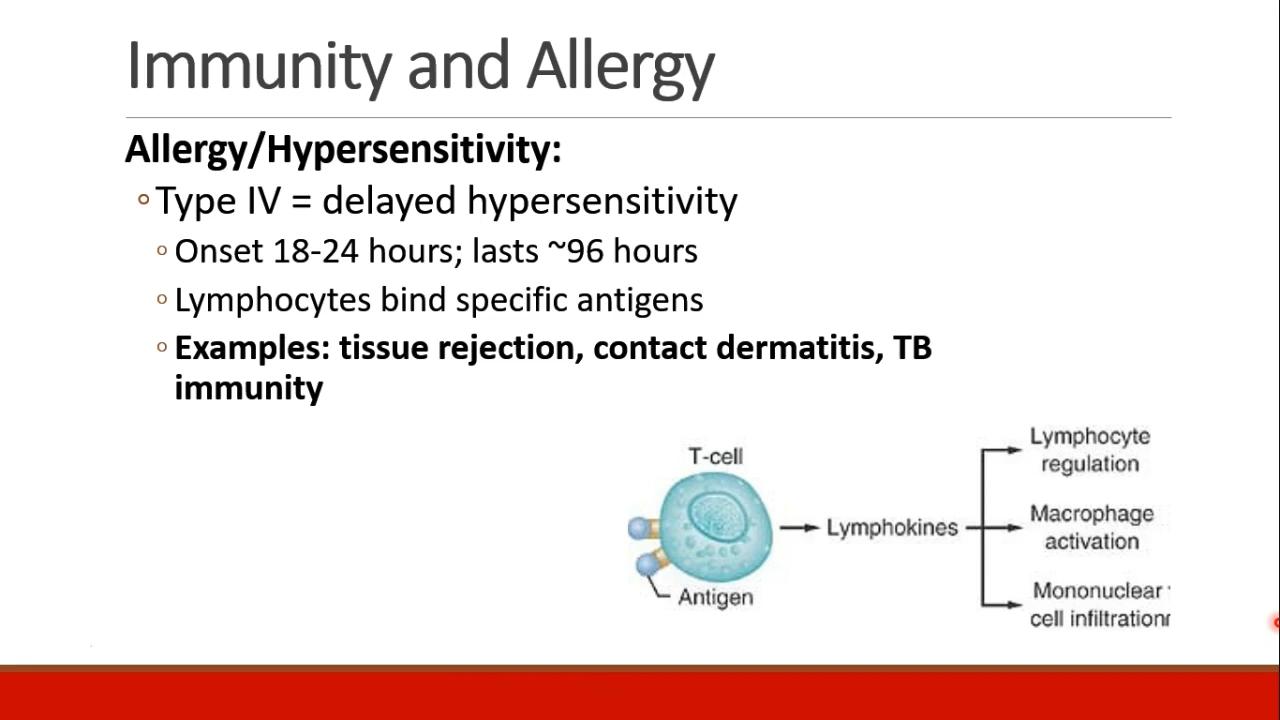 Immunity and Allergy
Allergy/Hypersensitivity:
Type IV = delayed hypersensitivity
Onset 18-24 hours; lasts ~96 hours
Lymphocytes bind specific antigens
Examples: tissue rejection, contact dermatitis, TB
immunity
T-cell
Antigen
Lymphokines
Lymphocyte
regulation
Macrophage
activation
Mononuclear
cell infiltration